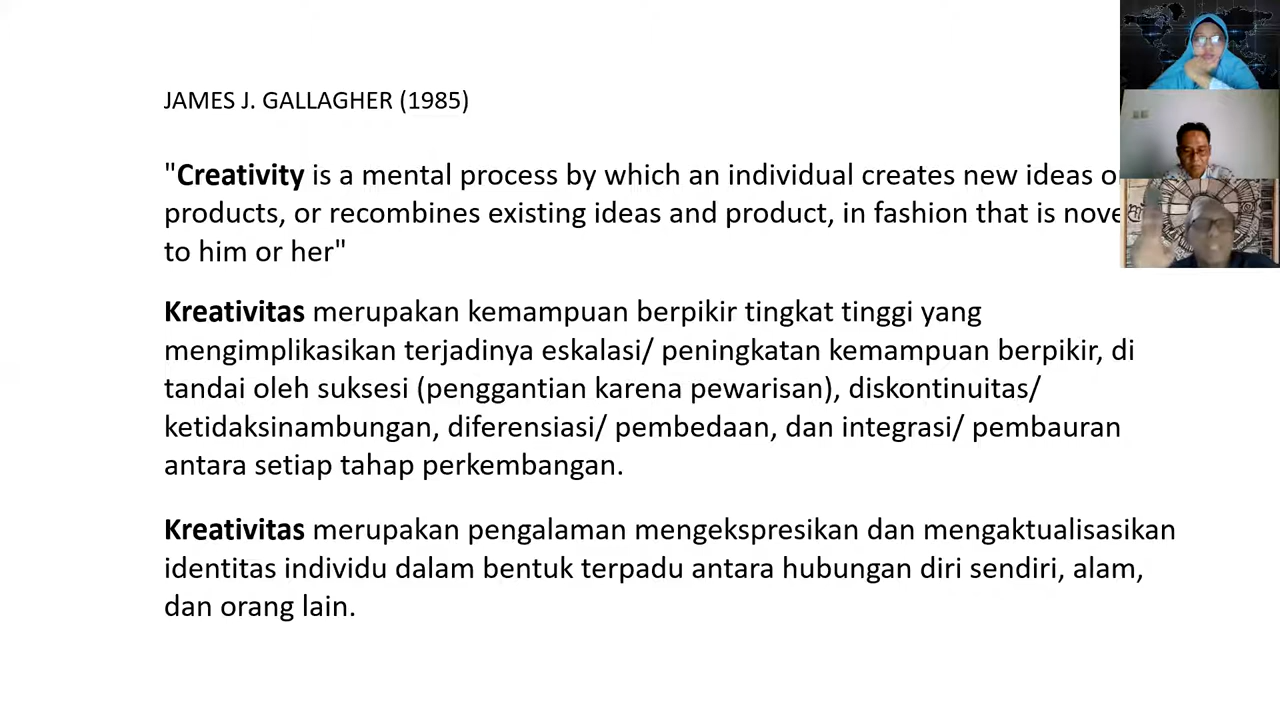 JAMES J. GALLAGHER (1985)
"Creativity is a mental process by which an individual creates new ideas
products, or recombines existing ideas and product, in fashion that is
to him or her"
Kreativitas merupakan kemampuan berpikir tingkat tinggi yang
mengimplikasikan terjadinya eskalasi/ peningkatan kemampuan berpikir, di
tandai oleh suksesi (penggantian karena pewarisan), diskontinuitas/
ketidaksinambungan, diferensiasi/ pembedaan, dan integrasi/ pembauran
antara setiap tahap perkembangan.
Kreativitas merupakan pengalaman mengekspresikan dan mengaktualisasikan
identitas individu dalam bentuk terpadu antara hubungan diri sendiri, alam,
dan orang lain.